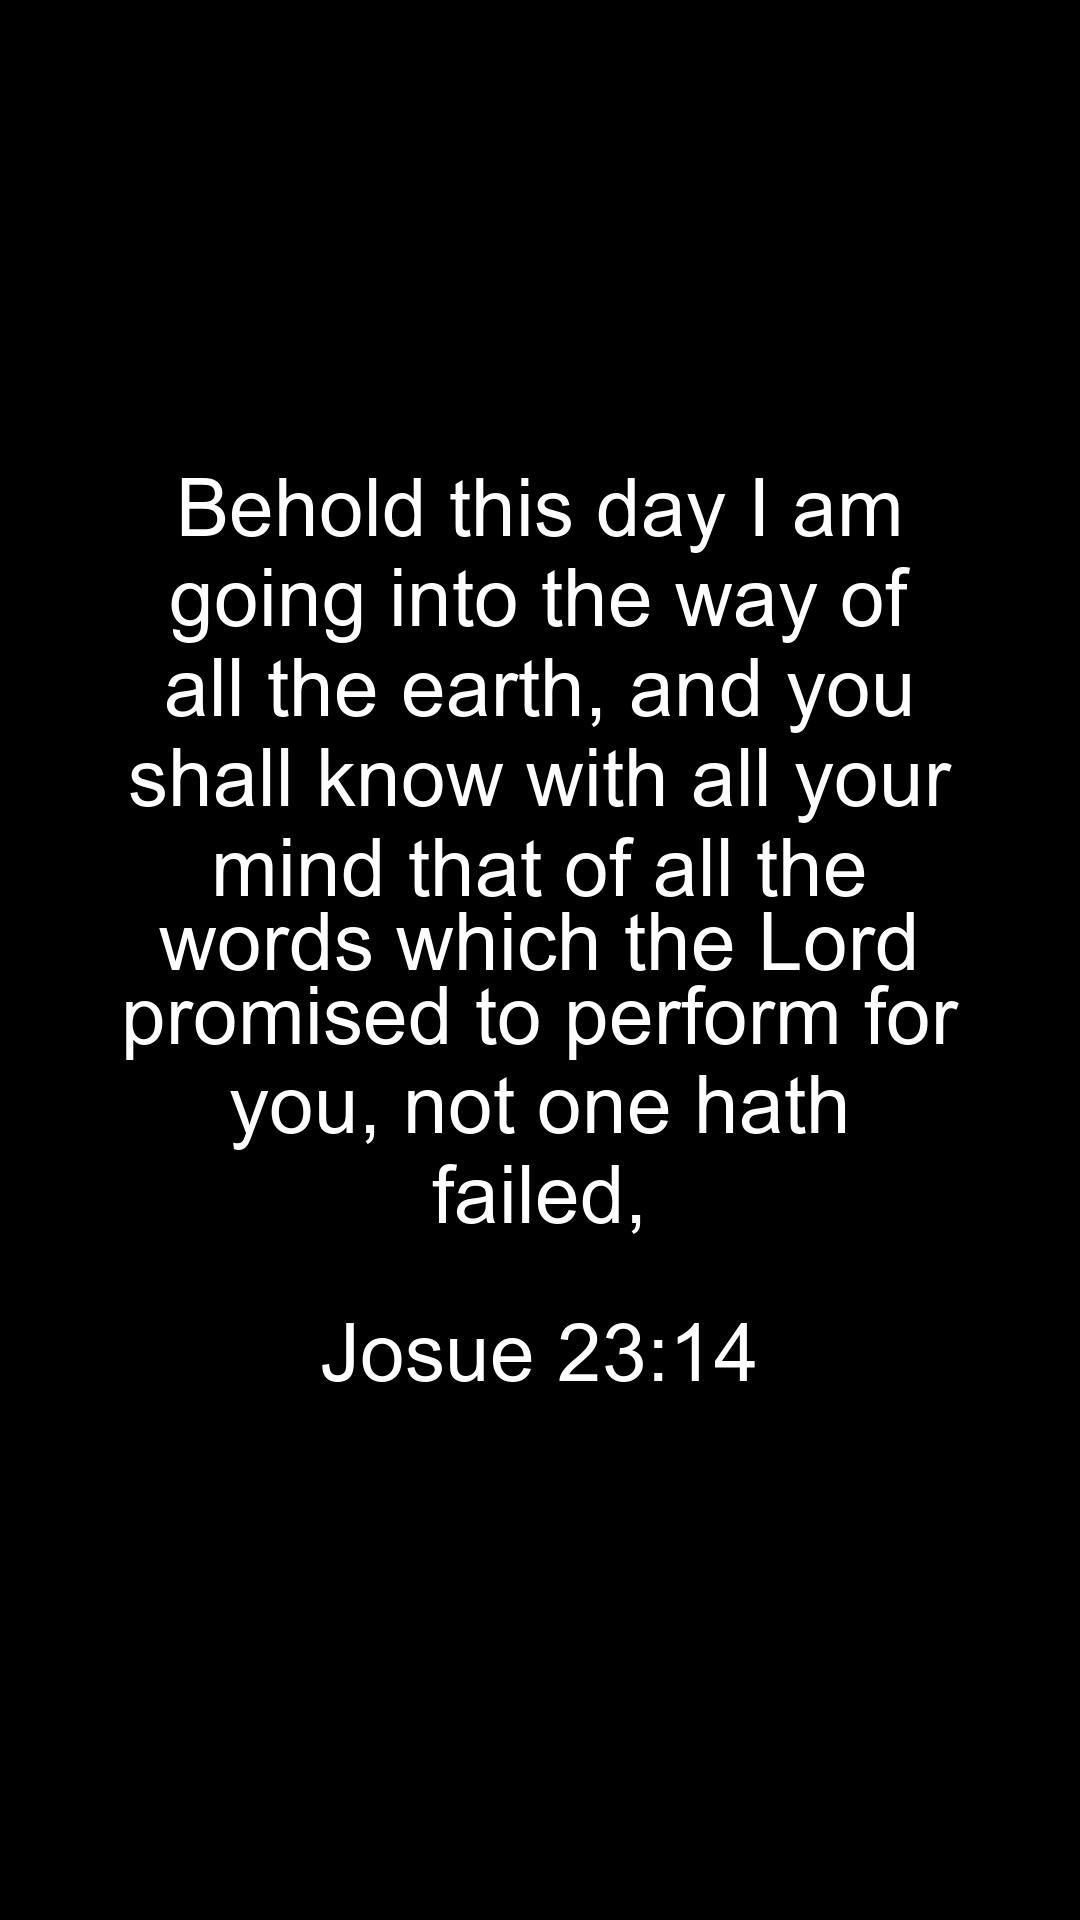 Behold this day I am
going into the way of
all the earth, and you
shall know with all your
mind that of all the
words which the Lord
promised to perform for
you, not one hath
failed,
Josue 23:14